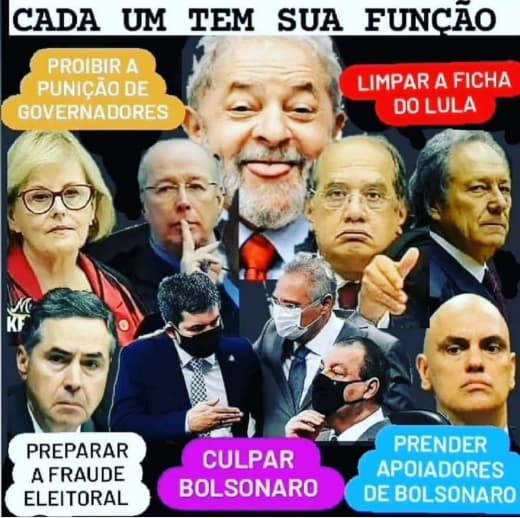 CADA UM TEM SUA FUNÇÃO
PROIBIR A
PUNIÇÃO DE
GOVERNADORES
LIMPAR A FICHA
DO LULA
PREPARAR
A FRAUDE
ELEITORAL
CULPAR
BOLSONARO
PRENDER
APOIADORES
DE BOLSONARO